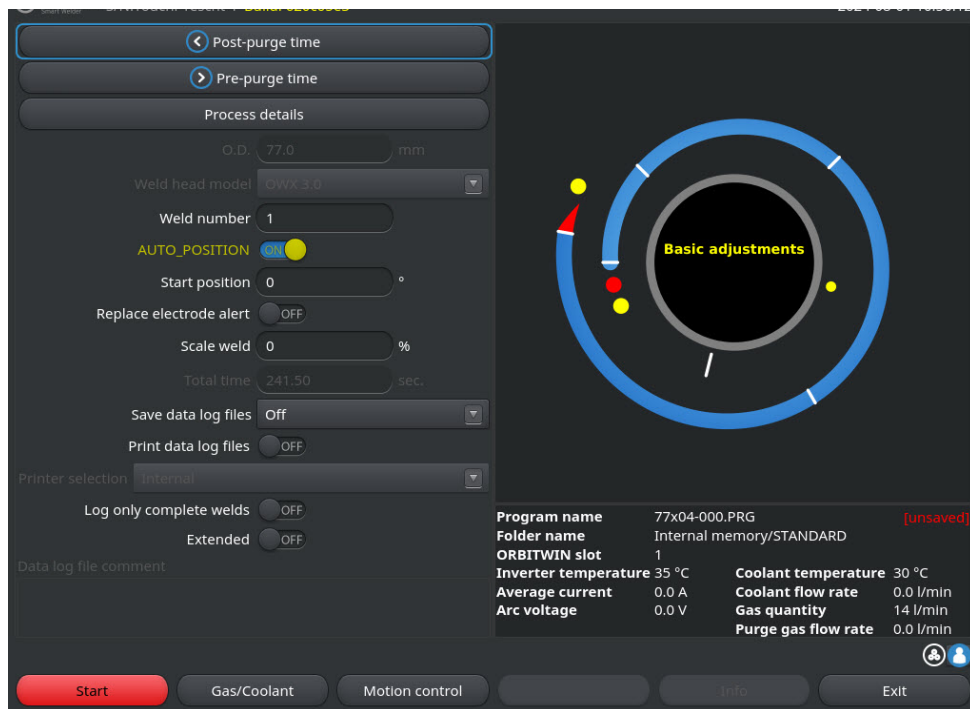 Post-purge time
Pre-purge time
Process details
O.D. 77.0 mm
Weld head model OWX 3.0
Weld number 1
AUTO_POSITION ON
Start position 0 °
Replace electrode alert OFF
Scale weld 0 %
Total time 241.50 sec.
Save data log files Off
Print data log files OFF
Printer selection Internal
Log only complete welds OFF
Extended OFF
Data log file comment
Basic adjustments
Program name 77x04-000.PRG [unsaved]
Folder name Internal memory/STANDARD
ORBITWIN slot 1
Inverter temperature 35 °C Coolant temperature 30 °C
Average current 0.0 A Coolant flow rate 0.0 l/min
Arc voltage 0.0 V Gas quantity 14 l/min
Purge gas flow rate 0.0 l/min
Start Gas/Coolant Motion control Info Exit